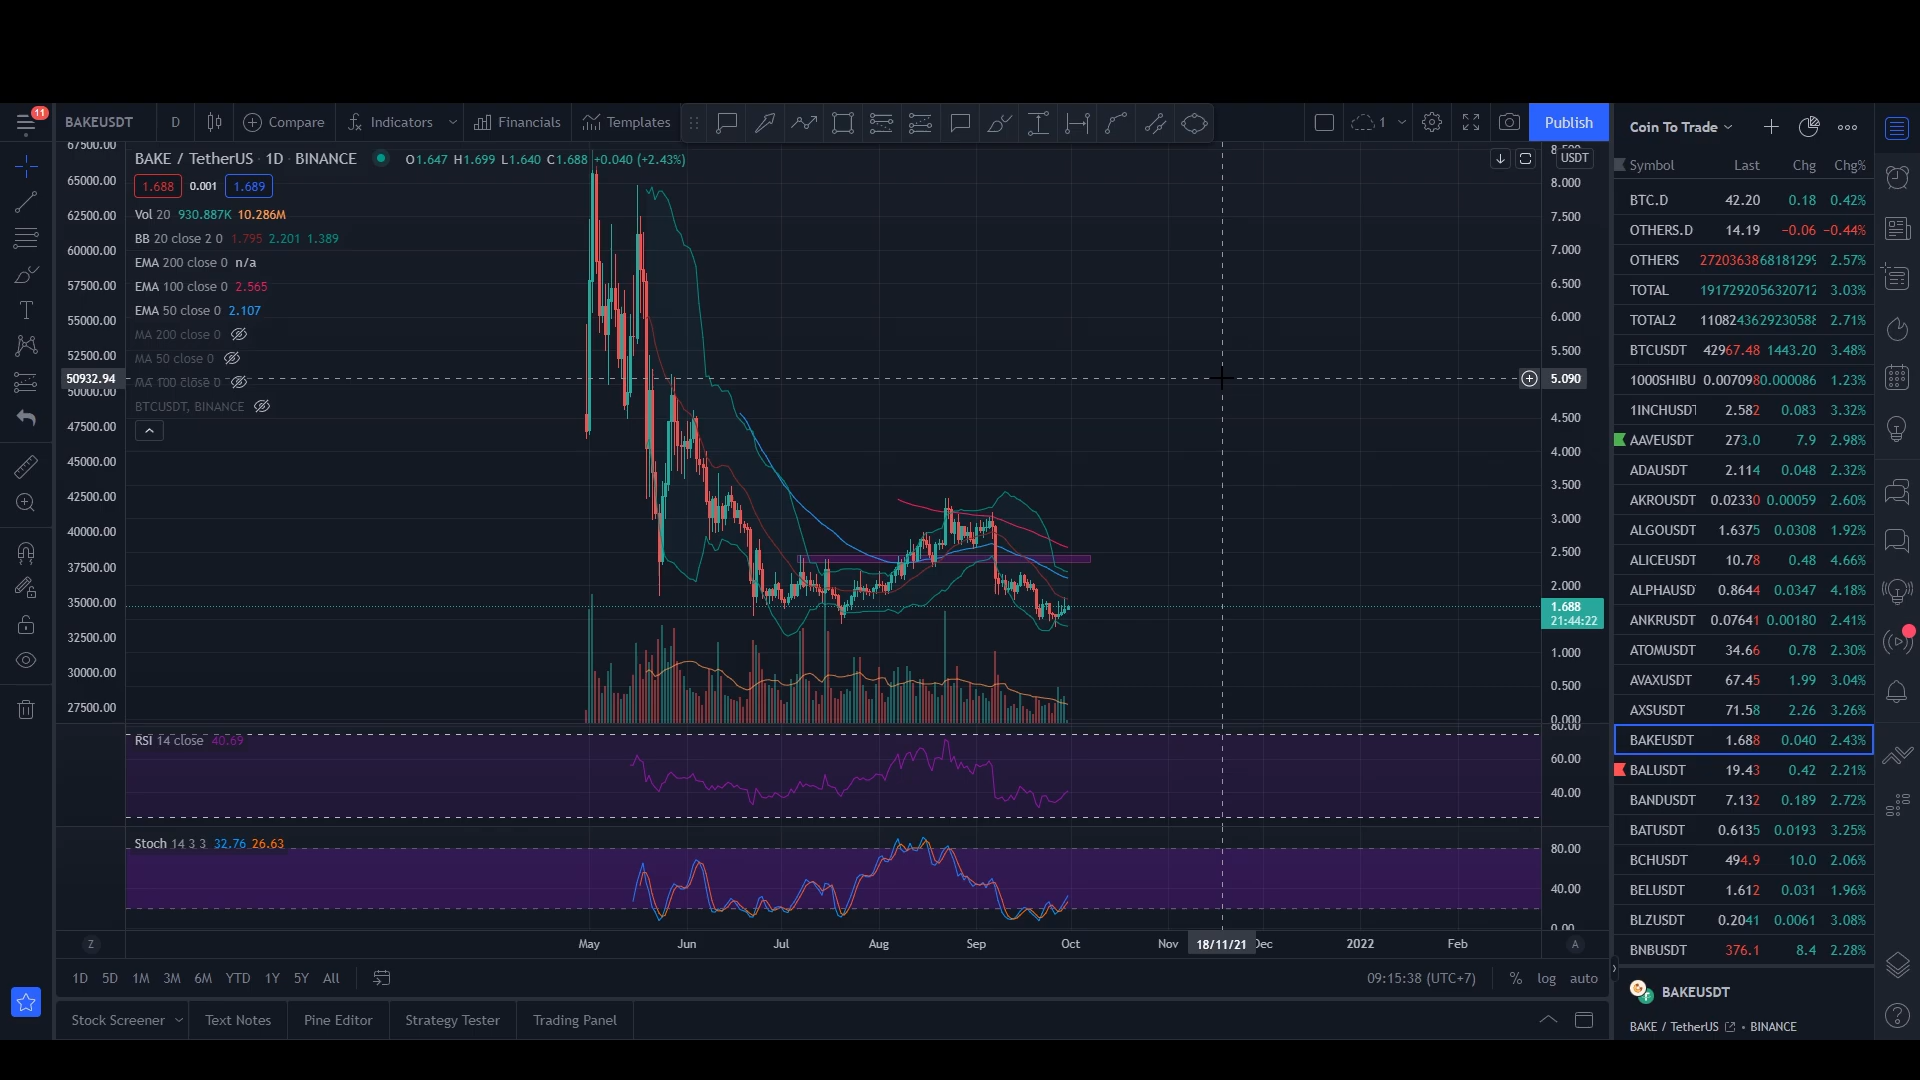 11
BAKEUSDT D Compare Indicators Financials Templates 1 Publish
Coin To Trade
67500.00
65000.00
62500.00
60000.00
57500.00
55000.00
52500.00
50932.94
50000.00
47500.00
45000.00
42500.00
40000.00
37500.00
35000.00
32500.00
30000.00
27500.00
BAKE / TetherUS · 1D · BINANCE O1.647 H1.699 L1.640 C1.688 +0.040 (+2.43%)
1.688 0.001 1.689
Vol 20 930.887K 10.286M
BB 20 close 2 0 1.795 2.201 1.389
EMA 200 close 0 n/a
EMA 100 close 0 2.565
EMA 50 close 0 2.107
MA 200 close 0
MA 50 close 0
MA 100 close 0
BTCUSDT, BINANCE
8.500
USDT
8.000
7.500
7.000
6.500
6.000
5.500
5.090
4.500
4.000
3.500
3.000
2.500
2.000
1.688
21:44:22
1.000
0.500
0.000
RSI 14 close 40.69
80.00
60.00
40.00
Stoch 14 3 3 32.76 26.63
80.00
40.00
0.00
Z May Jun Jul Aug Sep Oct Nov 18/11/21 Dec 2022 Feb A
1D 5D 1M 3M 6M YTD 1Y 5Y All 09:15:38 (UTC+7) % log auto
Stock Screener Text Notes Pine Editor Strategy Tester Trading Panel
Symbol Last Chg Chg%
BTC.D 42.20 0.18 0.42%
OTHERS.D 14.19 −0.06 −0.44%
OTHERS 272036386818129 2.57%
TOTAL 191729205632071 3.03%
TOTAL2 11082436292305 2.71%
BTCUSDT 42967.48 1443.20 3.48%
1000SHIBU 0.0070980 0.000086 1.23%
1INCHUSDT 2.582 0.083 3.32%
AAVEUSDT 273.0 7.9 2.98%
ADAUSDT 2.114 0.048 2.32%
AKROUSDT 0.02330 0.00059 2.60%
ALGOUSDT 1.6375 0.0308 1.92%
ALICEUSDT 10.78 0.48 4.66%
ALPHAUSD 0.8644 0.0347 4.18%
ANKRUSDT 0.07641 0.00180 2.41%
ATOMUSDT 34.66 0.78 2.30%
AVAXUSDT 67.45 1.99 3.04%
AXSUSDT 71.58 2.26 3.26%
BAKEUSDT 1.688 0.040 2.43%
BALUSDT 19.43 0.42 2.21%
BANDUSDT 7.132 0.189 2.72%
BATUSDT 0.6135 0.0193 3.25%
BCHUSDT 494.9 10.0 2.06%
BELUSDT 1.612 0.031 1.96%
BLZUSDT 0.2041 0.0061 3.08%
BNBUSDT 376.1 8.4 2.28%
BAKEUSDT
BAKE / TetherUS • BINANCE